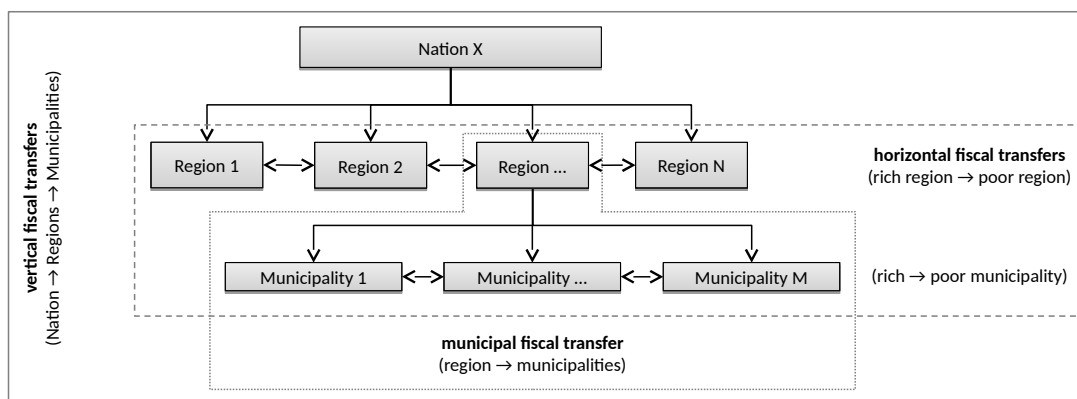 Nation X
vertical fiscal transfers
(Nation → Regions → Municipalities)
Region 1
Region 2
Region ...
Region N
horizontal fiscal transfers
(rich region → poor region)
Municipality 1
Municipality ...
Municipality M
(rich → poor municipality)
municipal fiscal transfer
(region → municipalities)